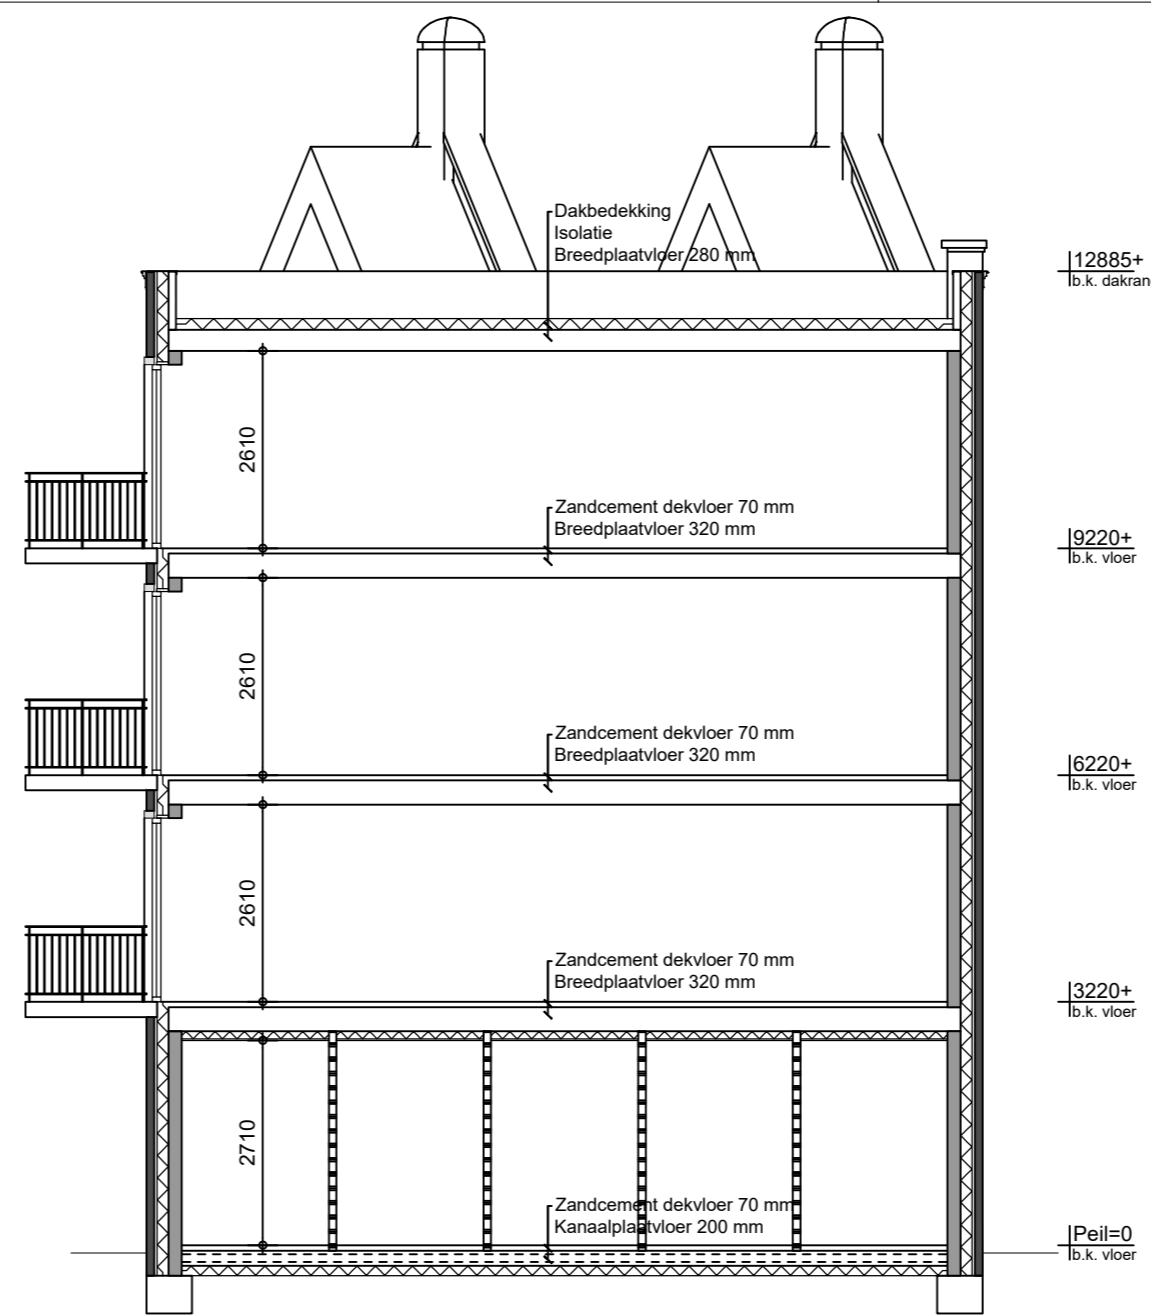 Dakbedekking
Isolatie
Breedplaatvloer 280 mm
12885+
b.k. dakran
2610
Zandcement dekvloer 70 mm
Breedplaatvloer 320 mm
9220+
b.k. vloer
2610
Zandcement dekvloer 70 mm
Breedplaatvloer 320 mm
6220+
b.k. vloer
2610
Zandcement dekvloer 70 mm
Breedplaatvloer 320 mm
3220+
b.k. vloer
2710
Zandcement dekvloer 70 mm
Kanaalplaatvloer 200 mm
Peil=0
b.k. vloer